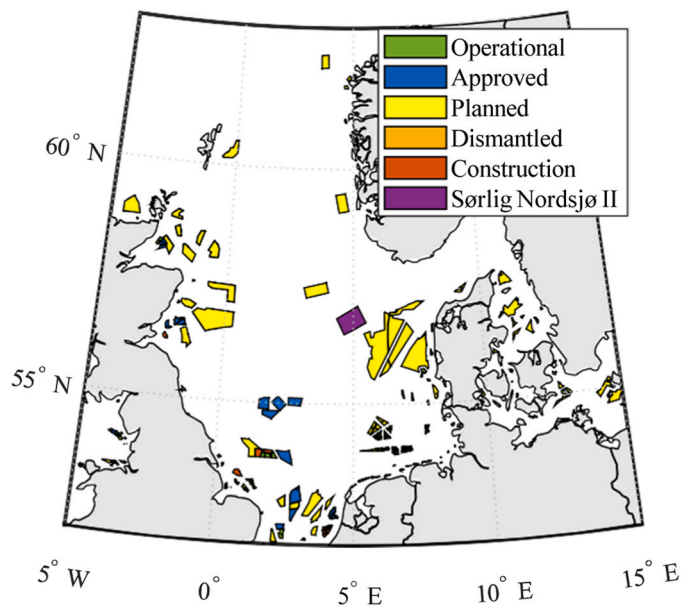 Operational
Approved
Planned
Dismantled
Construction
Sørlig Nordsjø II
60° N
55° N
5° W
0°
5° E
10° E
15° E